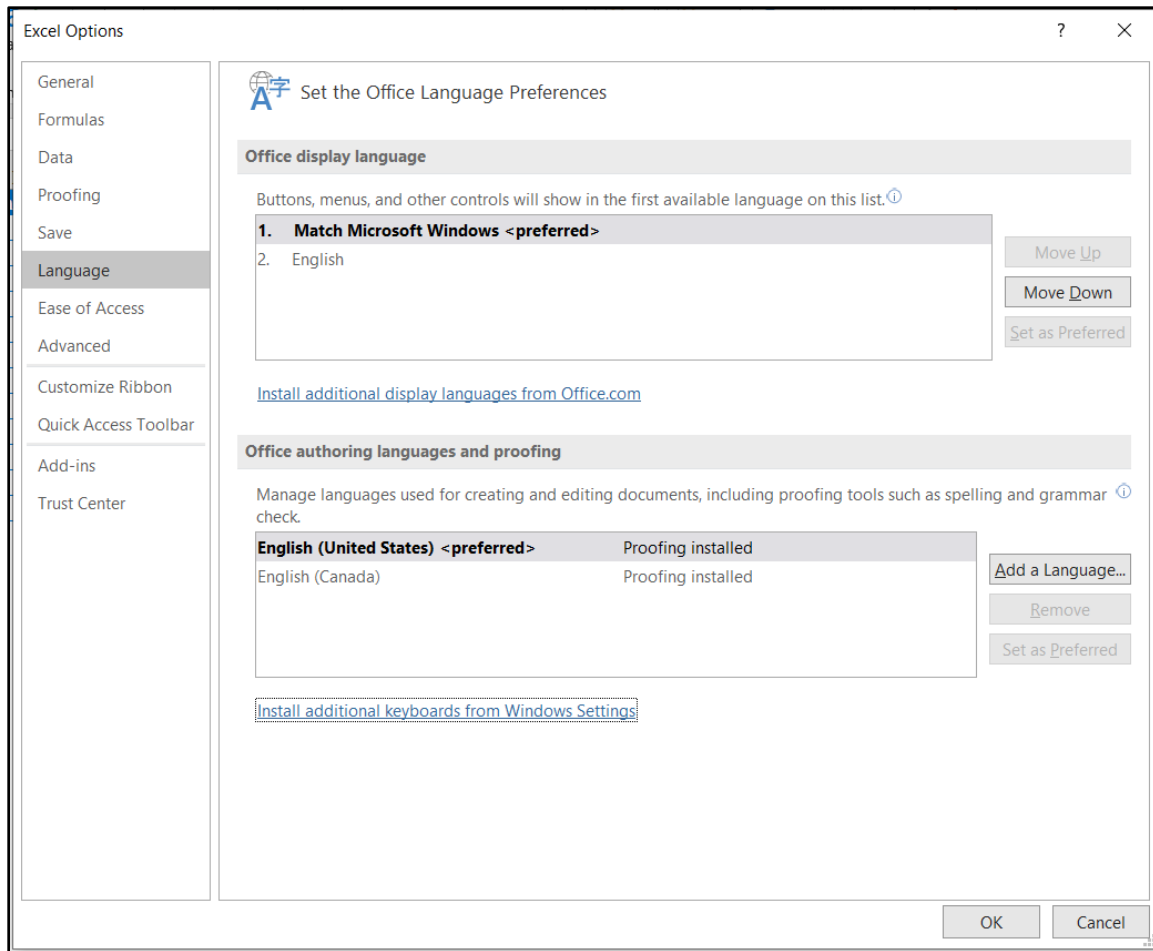 Excel Options
?
General
Formulas
Data
Proofing
Save
Language
Ease of Access
Advanced
Customize Ribbon
Quick Access Toolbar
Add-ins
Trust Center
A字 Set the Office Language Preferences
Office display language
Buttons, menus, and other controls will show in the first available language on this list.
1. Match Microsoft Windows <preferred>
2. English
Move Up
Move Down
Set as Preferred
Install additional display languages from Office.com
Office authoring languages and proofing
Manage languages used for creating and editing documents, including proofing tools such as spelling and grammar
check.
English (United States) <preferred> Proofing installed
English (Canada) Proofing installed
Add a Language...
Remove
Set as Preferred
Install additional keyboards from Windows Settings
OK Cancel